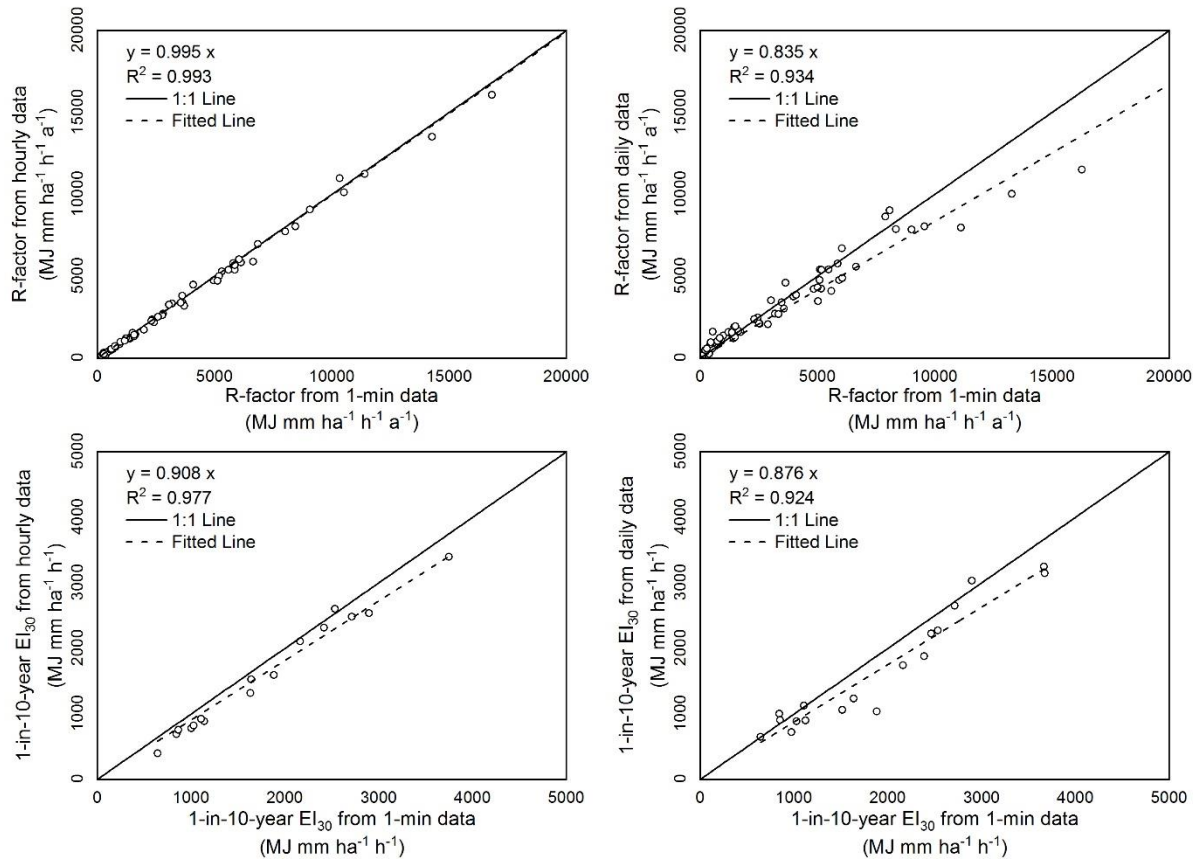 y = 0.995 x
R² = 0.993
1:1 Line
Fitted Line
R-factor from hourly data
(MJ mm ha⁻¹ h⁻¹ a⁻¹)
0
5000
10000
15000
20000
0 5000 10000 15000 20000
R-factor from 1-min data
(MJ mm ha⁻¹ h⁻¹ a⁻¹)
y = 0.835 x
R² = 0.934
1:1 Line
Fitted Line
R-factor from daily data
(MJ mm ha⁻¹ h⁻¹ a⁻¹)
0
5000
10000
15000
20000
0 5000 10000 15000 20000
R-factor from 1-min data
(MJ mm ha⁻¹ h⁻¹ a⁻¹)
y = 0.908 x
R² = 0.977
1:1 Line
Fitted Line
1-in-10-year EI₃₀ from hourly data
(MJ mm ha⁻¹ h⁻¹)
0
1000
2000
3000
4000
5000
0 1000 2000 3000 4000 5000
1-in-10-year EI₃₀ from 1-min data
(MJ mm ha⁻¹ h⁻¹)
y = 0.876 x
R² = 0.924
1:1 Line
Fitted Line
1-in-10-year EI₃₀ from daily data
(MJ mm ha⁻¹ h⁻¹)
0
1000
2000
3000
4000
5000
0 1000 2000 3000 4000 5000
1-in-10-year EI₃₀ from 1-min data
(MJ mm ha⁻¹ h⁻¹)